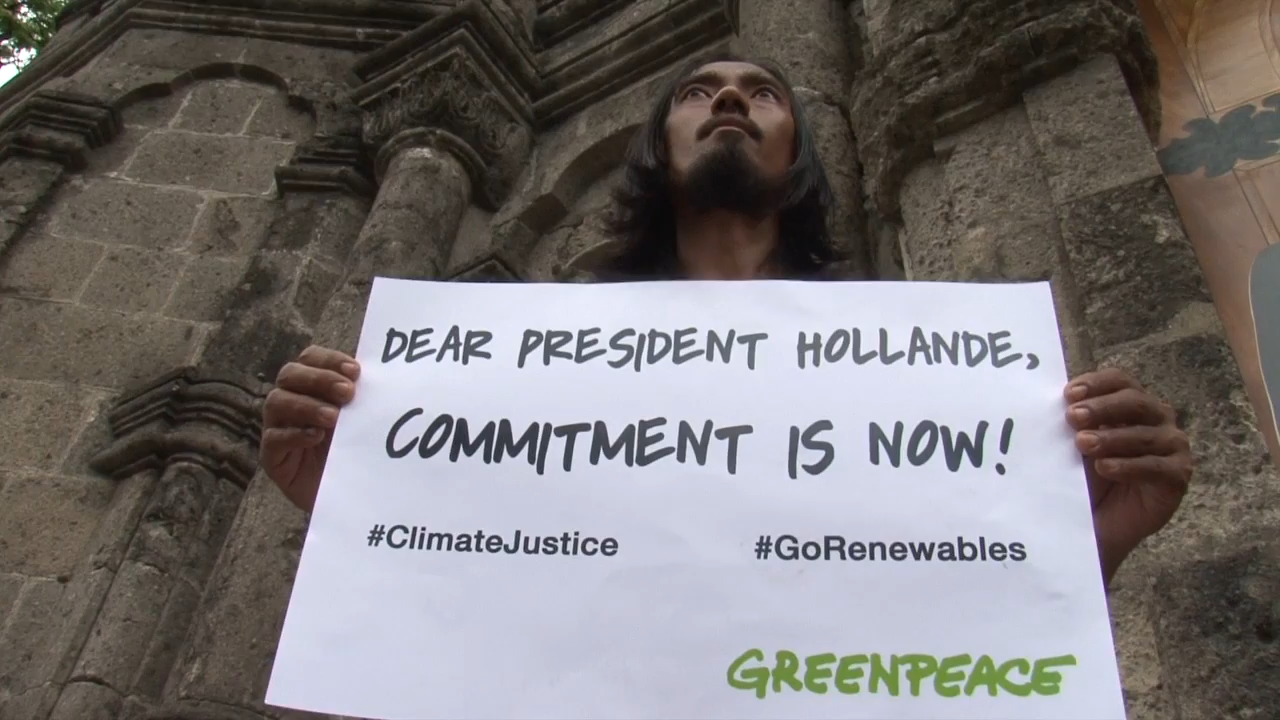 DEAR PRESIDENT HOLLANDE,
COMMITMENT IS NOW!
#ClimateJustice #GoRenewables
GREENPEACE